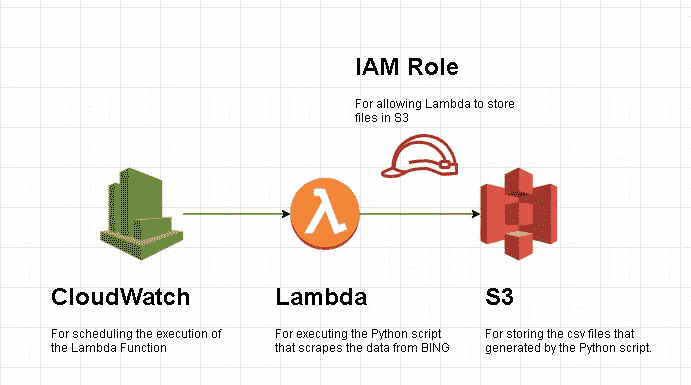 IAM Role
For allowing Lambda to store
files in S3
CloudWatch
For scheduling the execution of
the Lambda Function
Lambda
For executing the Python script
that scrapes the data from BING
S3
For storing the csv files that
generated by the Python script.